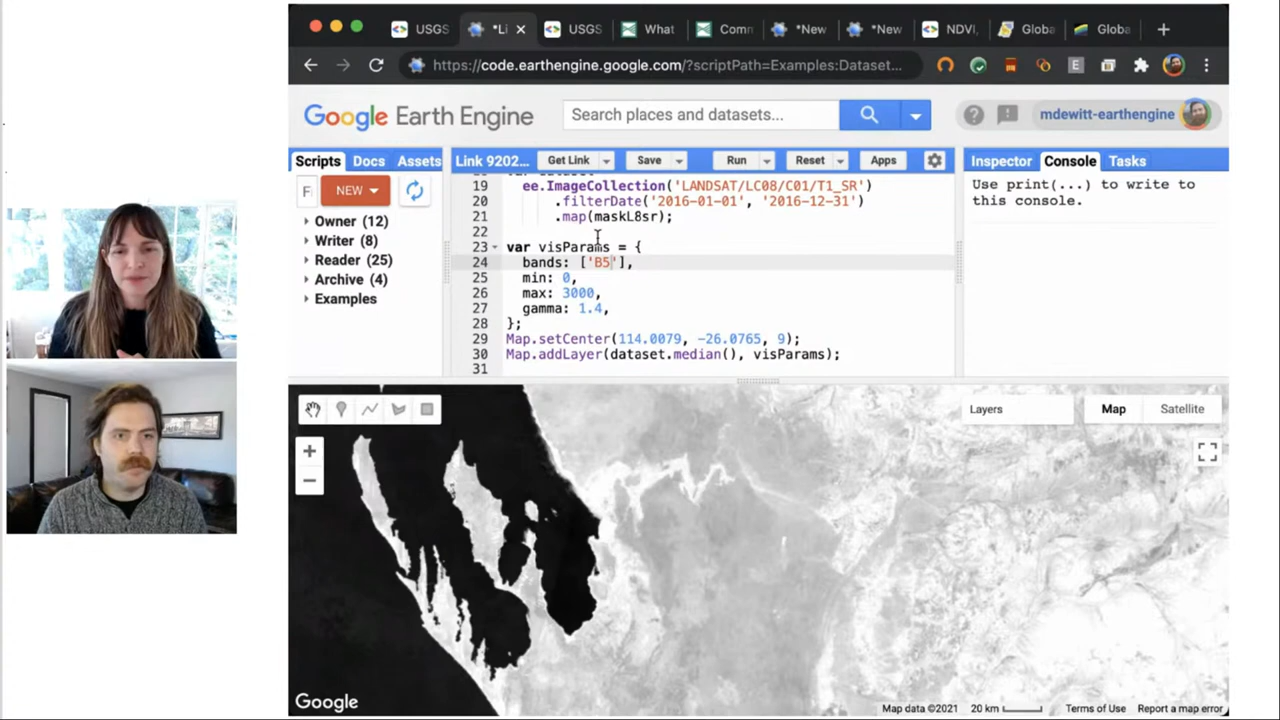 USGS
*Li
USGS
What
Comn
*New
*New
NDVI,
Globa
Globa
https://code.earthengine.google.com/?scriptPath=Examples:Dataset...
Google Earth Engine
Search places and datasets...
mdewitt-earthengine
Scripts
Docs
Assets
Link 9202...
Get Link
Save
Run
Reset
Apps
Inspector
Console
Tasks
F
NEW
Owner (12)
Writer (8)
Reader (25)
Archive (4)
Examples
19 ee.ImageCollection('LANDSAT/LC08/C01/T1_SR')
20 .filterDate('2016-01-01', '2016-12-31')
21 .map(maskL8sr);
22
23 var visParams = {
24 bands: ['B5'],
25 min: 0,
26 max: 3000,
27 gamma: 1.4,
28 };
29 Map.setCenter(114.0079, -26.0765, 9);
30 Map.addLayer(dataset.median(), visParams);
31
Use print(...) to write to
this console.
Layers
Map
Satellite
Google
Map data ©2021
20 km
Terms of Use
Report a map error